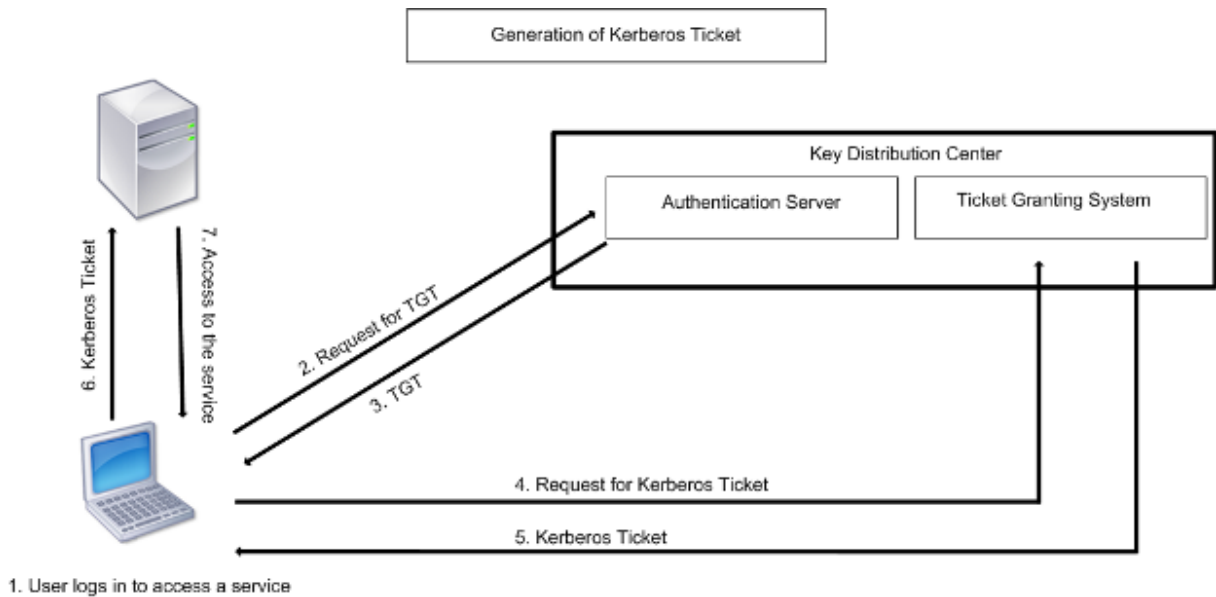 Generation of Kerberos Ticket
Key Distribution Center
Authentication Server
Ticket Granting System
6. Kerberos Ticket
7. Access to the service
2. Request for TGT
3. TGT
4. Request for Kerberos Ticket
5. Kerberos Ticket
1. User logs in to access a service